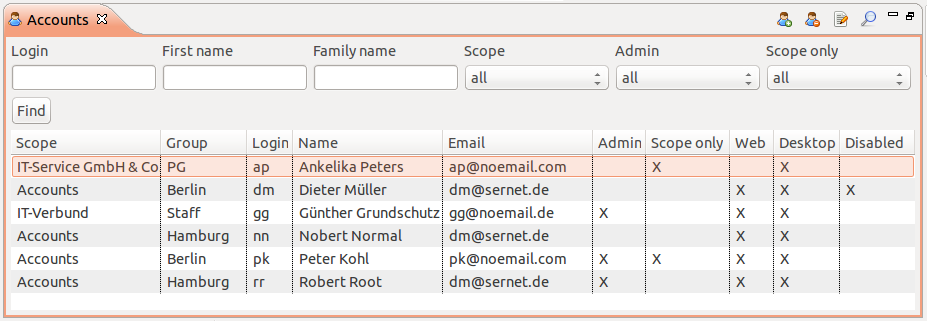 Accounts
Login First name Family name Scope Admin Scope only
all all all
Find
Scope Group Login Name Email Admin Scope only Web Desktop Disabled
IT-Service GmbH & Co PG ap Ankelika Peters ap@noemail.com X X
Accounts Berlin dm Dieter Müller dm@sernet.de X X X
IT-Verbund Staff gg Günther Grundschutz gg@noemail.de X X X
Accounts Hamburg nn Nobert Normal dm@sernet.de X X
Accounts Berlin pk Peter Kohl pk@noemail.com X X X X
Accounts Hamburg rr Robert Root dm@sernet.de X X X